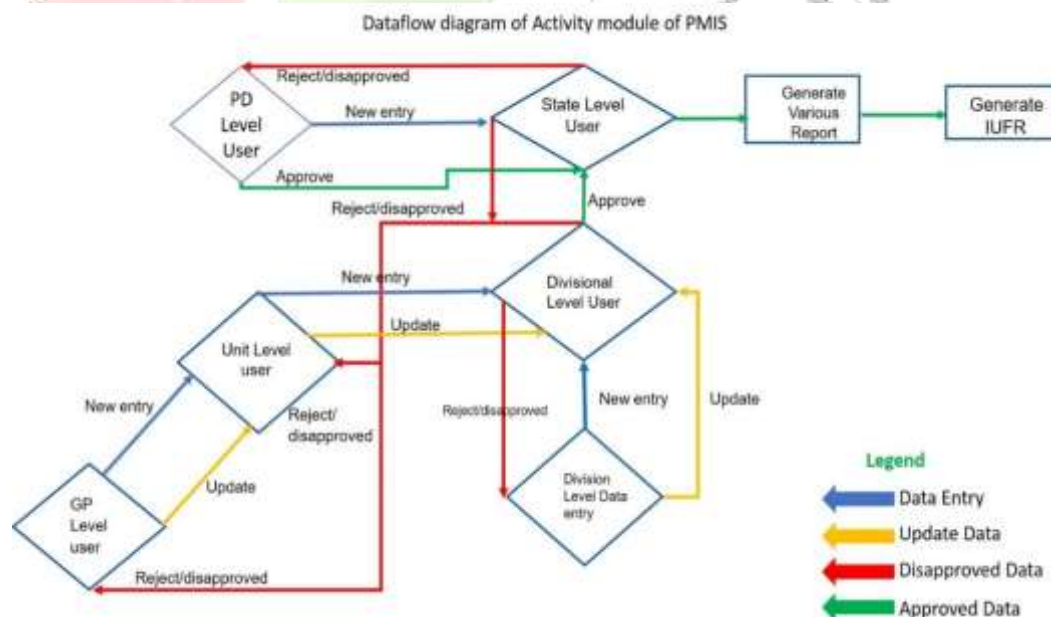 Dataflow diagram of Activity module of PMIS
Reject/disapproved
PD
Level
User
New entry
State Level
User
Generate
Various
Report
Generate
IUFR
Approve
Approve
Reject/disapproved
New entry
Divisional
Level User
Update
Unit Level
user
New entry
Reject/
disapproved
Reject/disapproved
New entry
Update
Update
GP
Level
user
Division
Level Data
entry
Reject/disapproved
Legend
Data Entry
Update Data
Disapproved Data
Approved Data